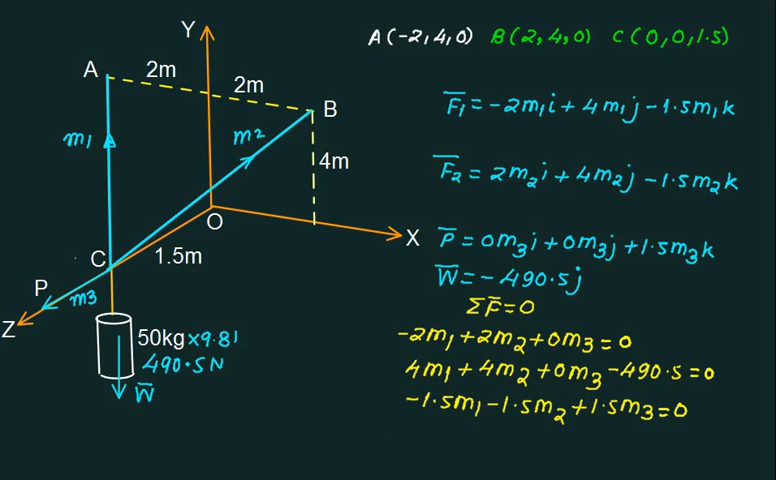 A(-2,4,0) B(2,4,0) C(0,0,1.5)
Y
A
2m
2m
B
m1
m2
4m
O
X
C
1.5m
P
m3
Z
50kg×9.81
490.5N
W̅
F̅₁=-2m₁i+4m₁j-1.5m₁k
F̅₂=2m₂i+4m₂j-1.5m₂k
P̅=0m₃i+0m₃j+1.5m₃k
W̅=-490.5j
ΣF̅=0
-2m₁+2m₂+0m₃=0
4m₁+4m₂+0m₃-490.5=0
-1.5m₁-1.5m₂+1.5m₃=0